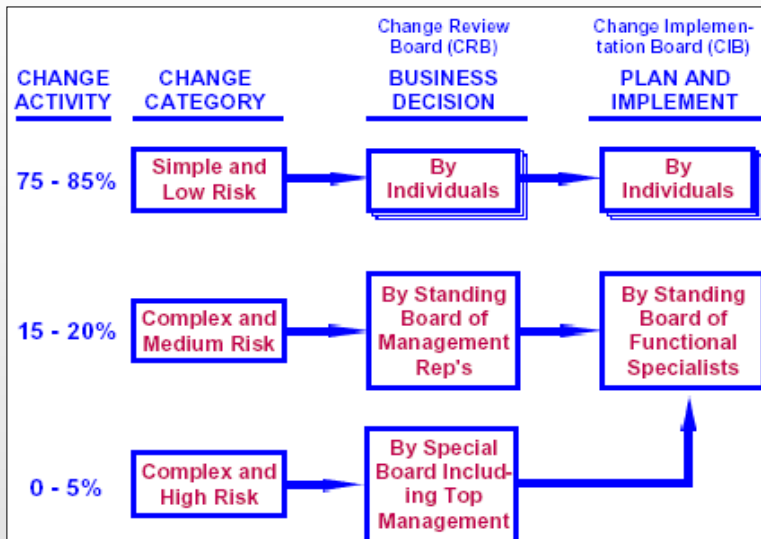 Change Review
Board (CRB)
Change Implemen-
tation Board (CIB)
CHANGE
ACTIVITY
CHANGE
CATEGORY
BUSINESS
DECISION
PLAN AND
IMPLEMENT
75 - 85%
Simple and
Low Risk
By
Individuals
By
Individuals
15 - 20%
Complex and
Medium Risk
By Standing
Board of
Management
Rep's
By Standing
Board of
Functional
Specialists
0 - 5%
Complex and
High Risk
By Special
Board Includ-
ing Top
Management